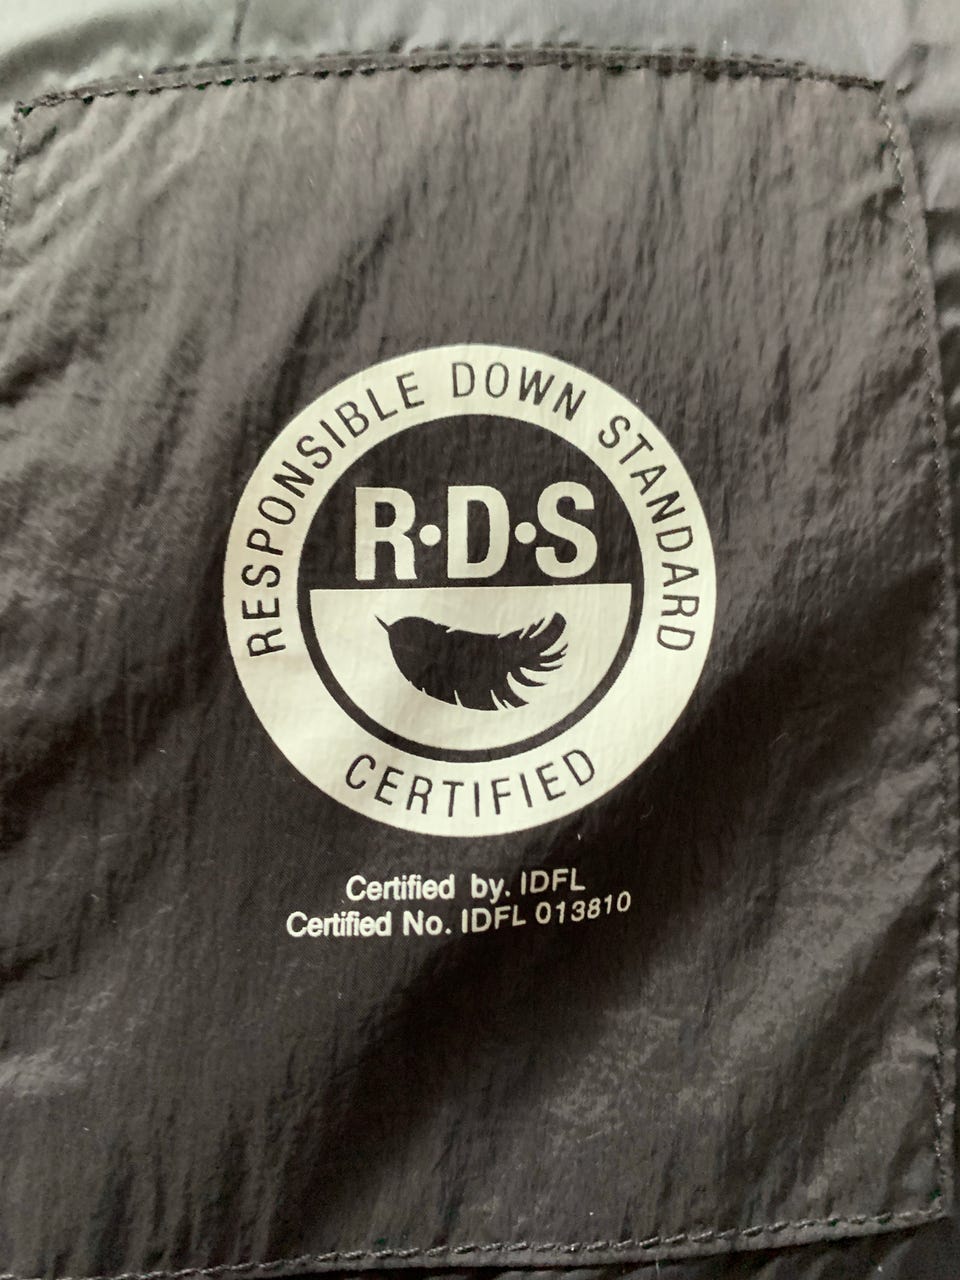 RESPONSIBLE DOWN STANDARD
R·D·S
CERTIFIED
Certified by. IDFL
Certified No. IDFL 013810